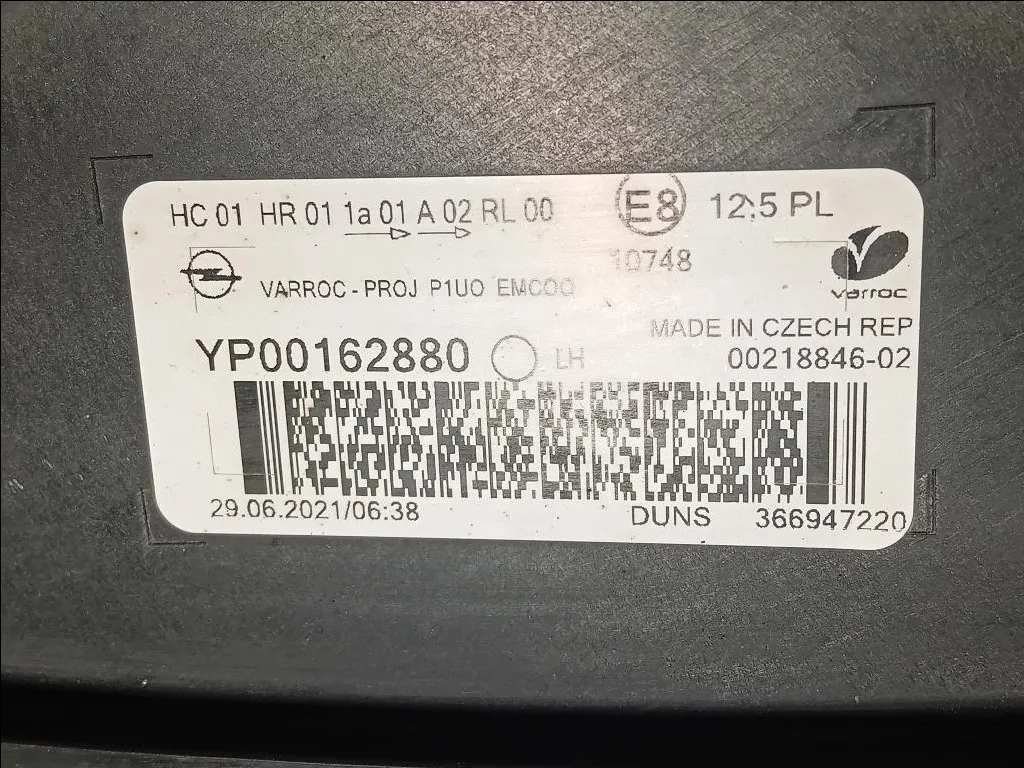 HC 01 HR 01 1a 01 A 02 RL 00
E8 12,5 PL
10748
VARROC - PROJ P1UO EMCOO
varroc
MADE IN CZECH REP
YP00162880 LH 00218846-02
29.06.2021/06:38 DUNS 366947220